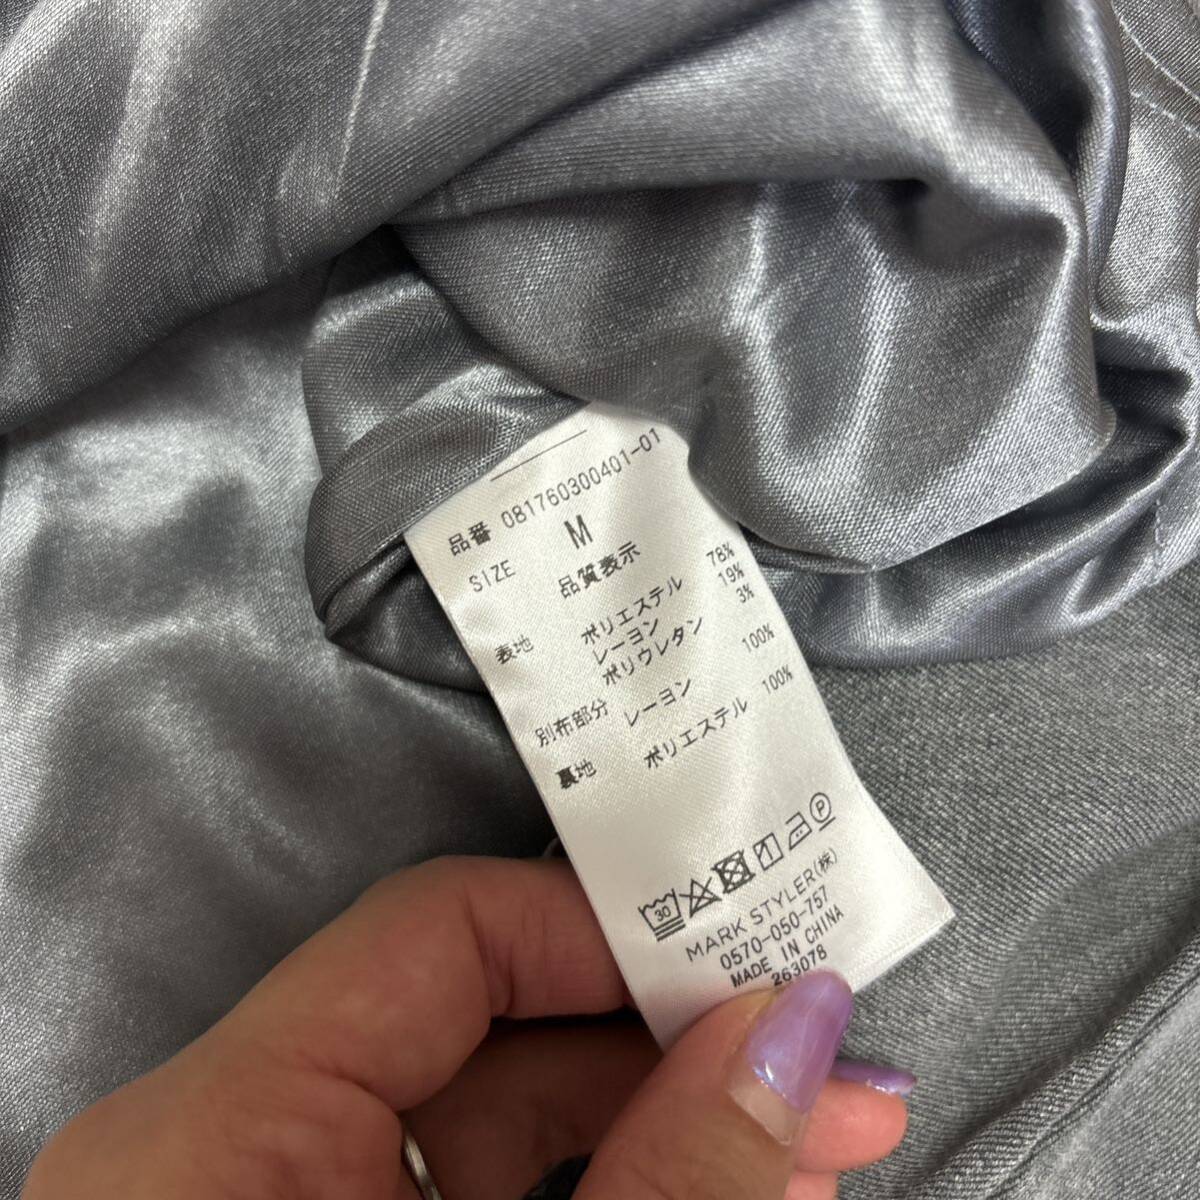 品番 081760300401-01
SIZE M
品質表示
表地 ポリエステル 78%
レーヨン 19%
ポリウレタン 3%
別布部分 レーヨン 100%
裏地 ポリエステル 100%
30
P
MARK STYLER(株)
0570-050-757
MADE IN CHINA
263078